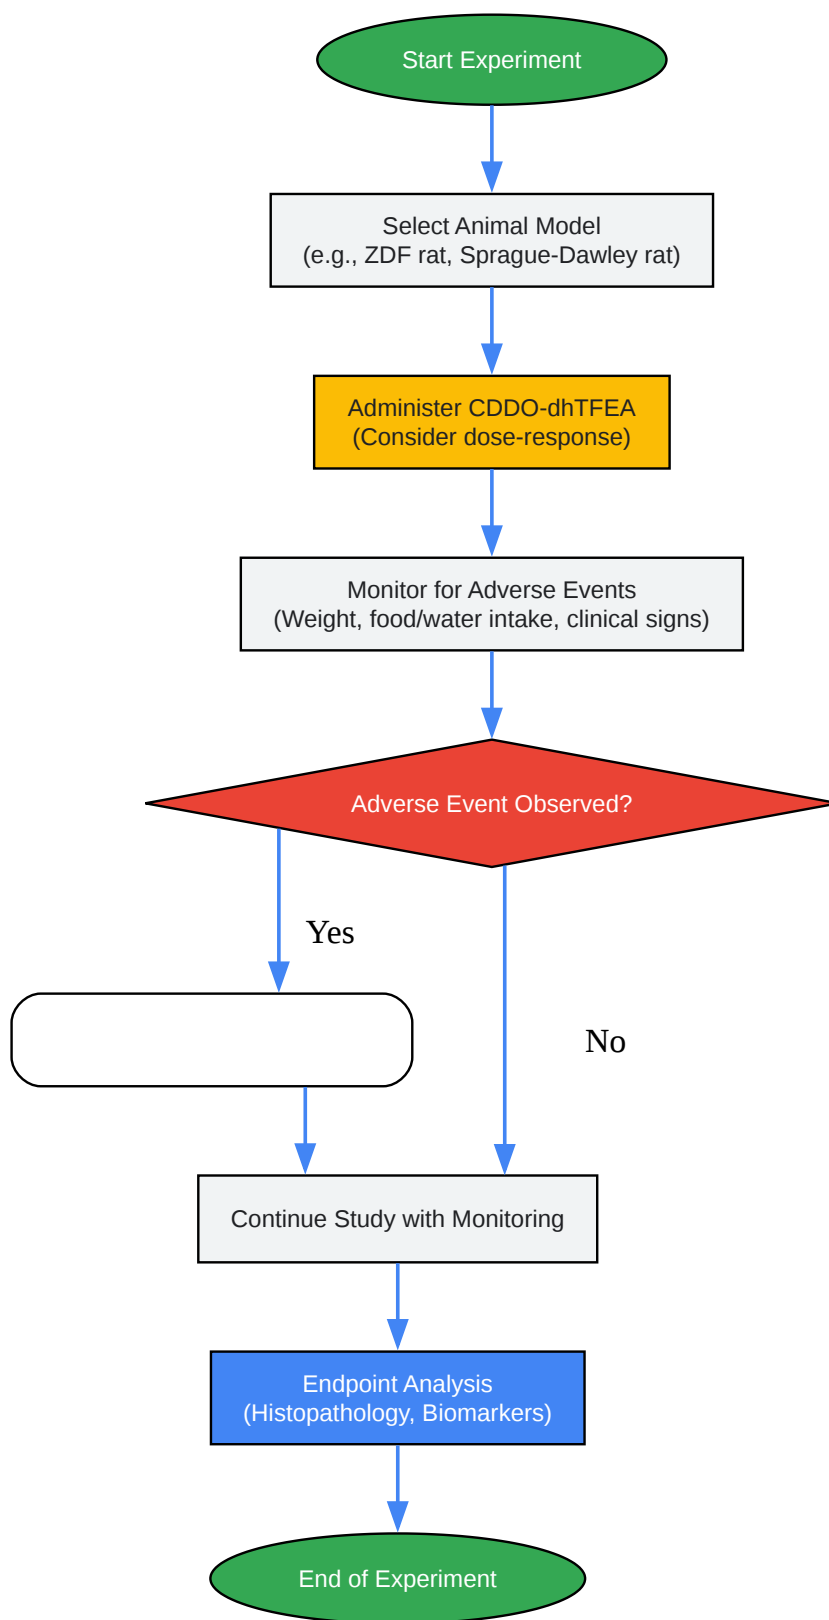 Start Experiment
Select Animal Model
(e.g., ZDF rat, Sprague-Dawley rat)
Administer CDDO-dhTFEA
(Consider dose-response)
Monitor for Adverse Events
(Weight, food/water intake, clinical signs)
Adverse Event Observed?
Yes
No
Continue Study with Monitoring
Endpoint Analysis
(Histopathology, Biomarkers)
End of Experiment